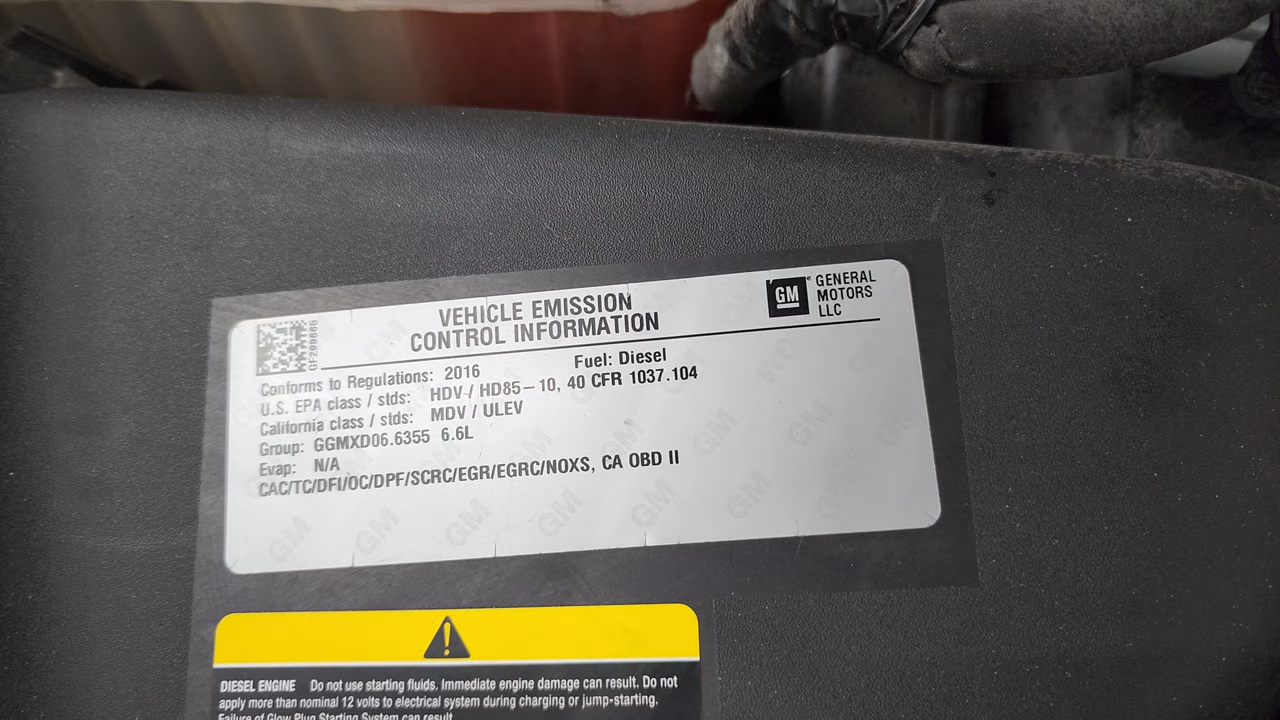 VEHICLE EMISSION
CONTROL INFORMATION
GM GENERAL
MOTORS
LLC
GF299665
Conforms to Regulations: 2016 Fuel: Diesel
U.S. EPA class / stds: HDV / HD85-10, 40 CFR 1037.104
California class / stds: MDV / ULEV
Group: GGMXD06.6355 6.6L
Evap: N/A
CAC/TC/DFI/OC/DPF/SCRC/EGR/EGRC/NOXS, CA OBD II
DIESEL ENGINE Do not use starting fluids. Immediate engine damage can result. Do not
apply more than nominal 12 volts to electrical system during charging or jump-starting.
Failure of Glow Plug Starting System can result